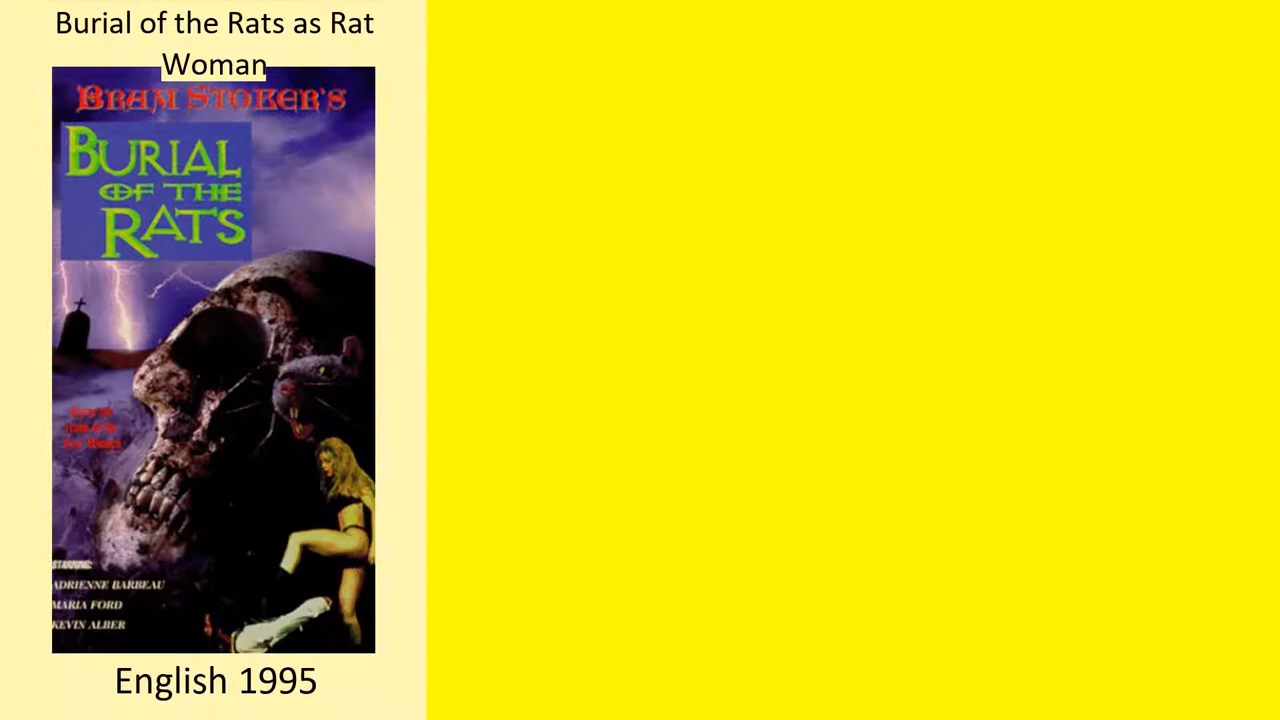 Burial of the Rats as Rat
Woman
BRAM STOKER'S
BURIAL
OF THE
RATS
STARRING:
ADRIENNE BARBEAU
MARIA FORD
KEVIN ALBER
English 1995